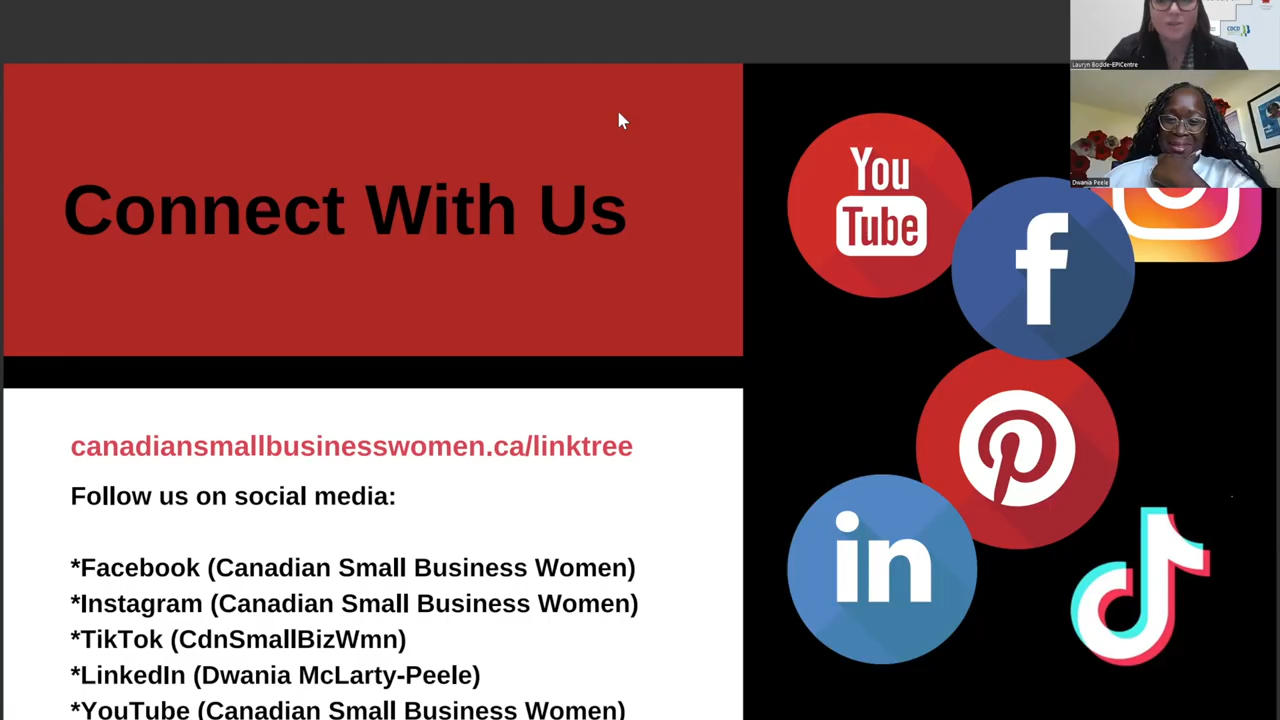 Connect With Us
canadiansmallbusinesswomen.ca/linktree
Follow us on social media:
*Facebook (Canadian Small Business Women)
*Instagram (Canadian Small Business Women)
*TikTok (CdnSmallBizWmn)
*LinkedIn (Dwania McLarty-Peele)
*YouTube (Canadian Small Business Women)
You
Tube
f
in
Lauryn Bodde-EPICentre
Dwania Peele